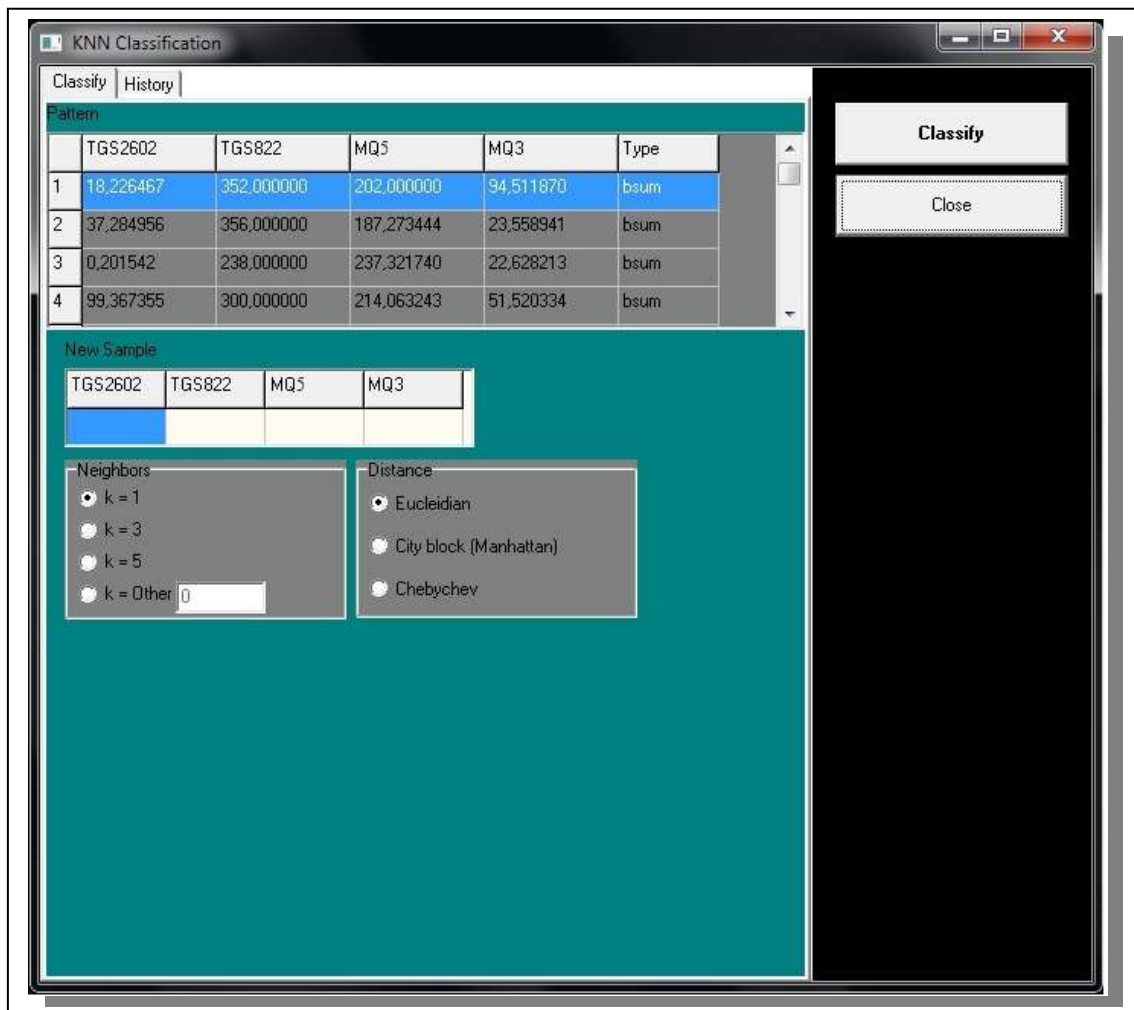 KNN Classification
Classify History
Pattern
TGS2602 TGS822 MQ5 MQ3 Type
1 18,226467 352,000000 202,000000 94,511870 bsum
2 37,284956 356,000000 187,273444 23,558941 bsum
3 0,201542 238,000000 237,321740 22,628213 bsum
4 99,367355 300,000000 214,063243 51,520334 bsum
New Sample
TGS2602 TGS822 MQ5 MQ3
Neighbors
k = 1
k = 3
k = 5
k = Other 0
Distance
Eucleidian
City block (Manhattan)
Chebychev
Classify
Close